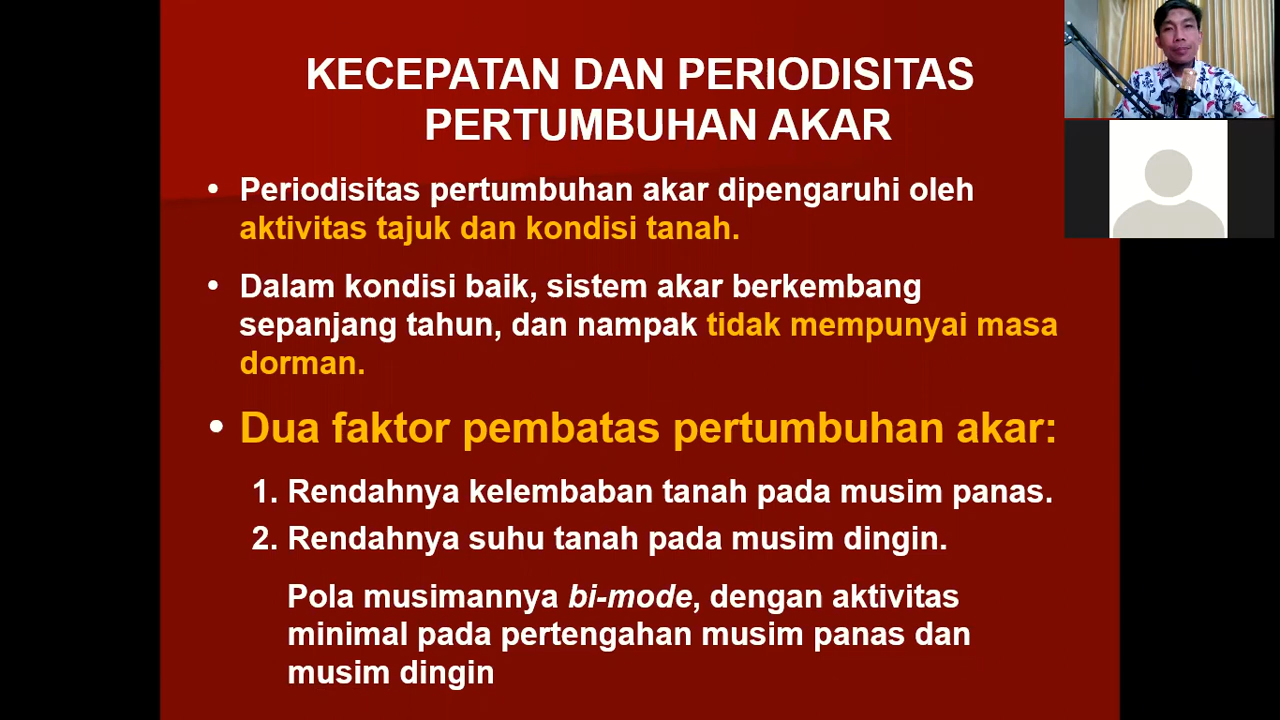 KECEPATAN DAN PERIODISITAS
PERTUMBUHAN AKAR
• Periodisitas pertumbuhan akar dipengaruhi oleh
aktivitas tajuk dan kondisi tanah.
• Dalam kondisi baik, sistem akar berkembang
sepanjang tahun, dan nampak tidak mempunyai masa
dorman.
• Dua faktor pembatas pertumbuhan akar:
1. Rendahnya kelembaban tanah pada musim panas.
2. Rendahnya suhu tanah pada musim dingin.
Pola musimannya bi-mode, dengan aktivitas
minimal pada pertengahan musim panas dan
musim dingin